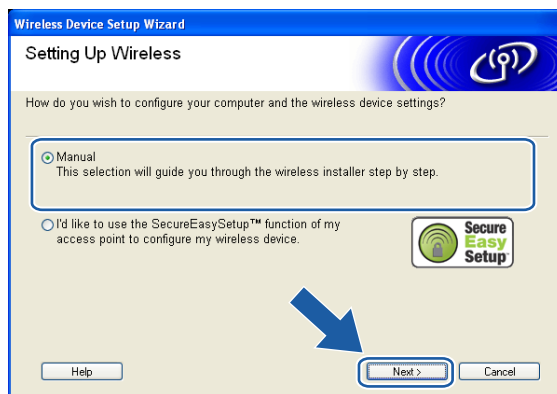 Wireless Device Setup Wizard
Setting Up Wireless
How do you wish to configure your computer and the wireless device settings?
Manual
This selection will guide you through the wireless installer step by step.
I'd like to use the SecureEasySetup™ function of my
access point to configure my wireless device.
Secure
Easy
Setup
Help
Next >
Cancel